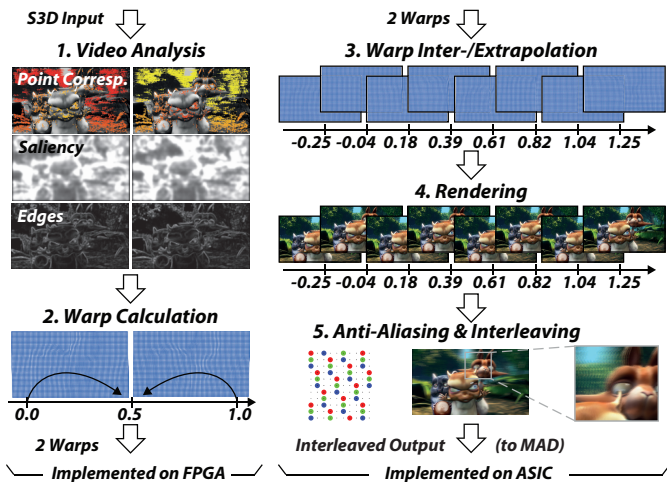 S3D Input
1. Video Analysis
Point Corresp.
Saliency
Edges
2. Warp Calculation
0.0 0.5 1.0
2 Warps
Implemented on FPGA
2 Warps
3. Warp Inter-/Extrapolation
-0.25 -0.04 0.18 0.39 0.61 0.82 1.04 1.25
4. Rendering
-0.25 -0.04 0.18 0.39 0.61 0.82 1.04 1.25
5. Anti-Aliasing & Interleaving
Interleaved Output (to MAD)
Implemented on ASIC